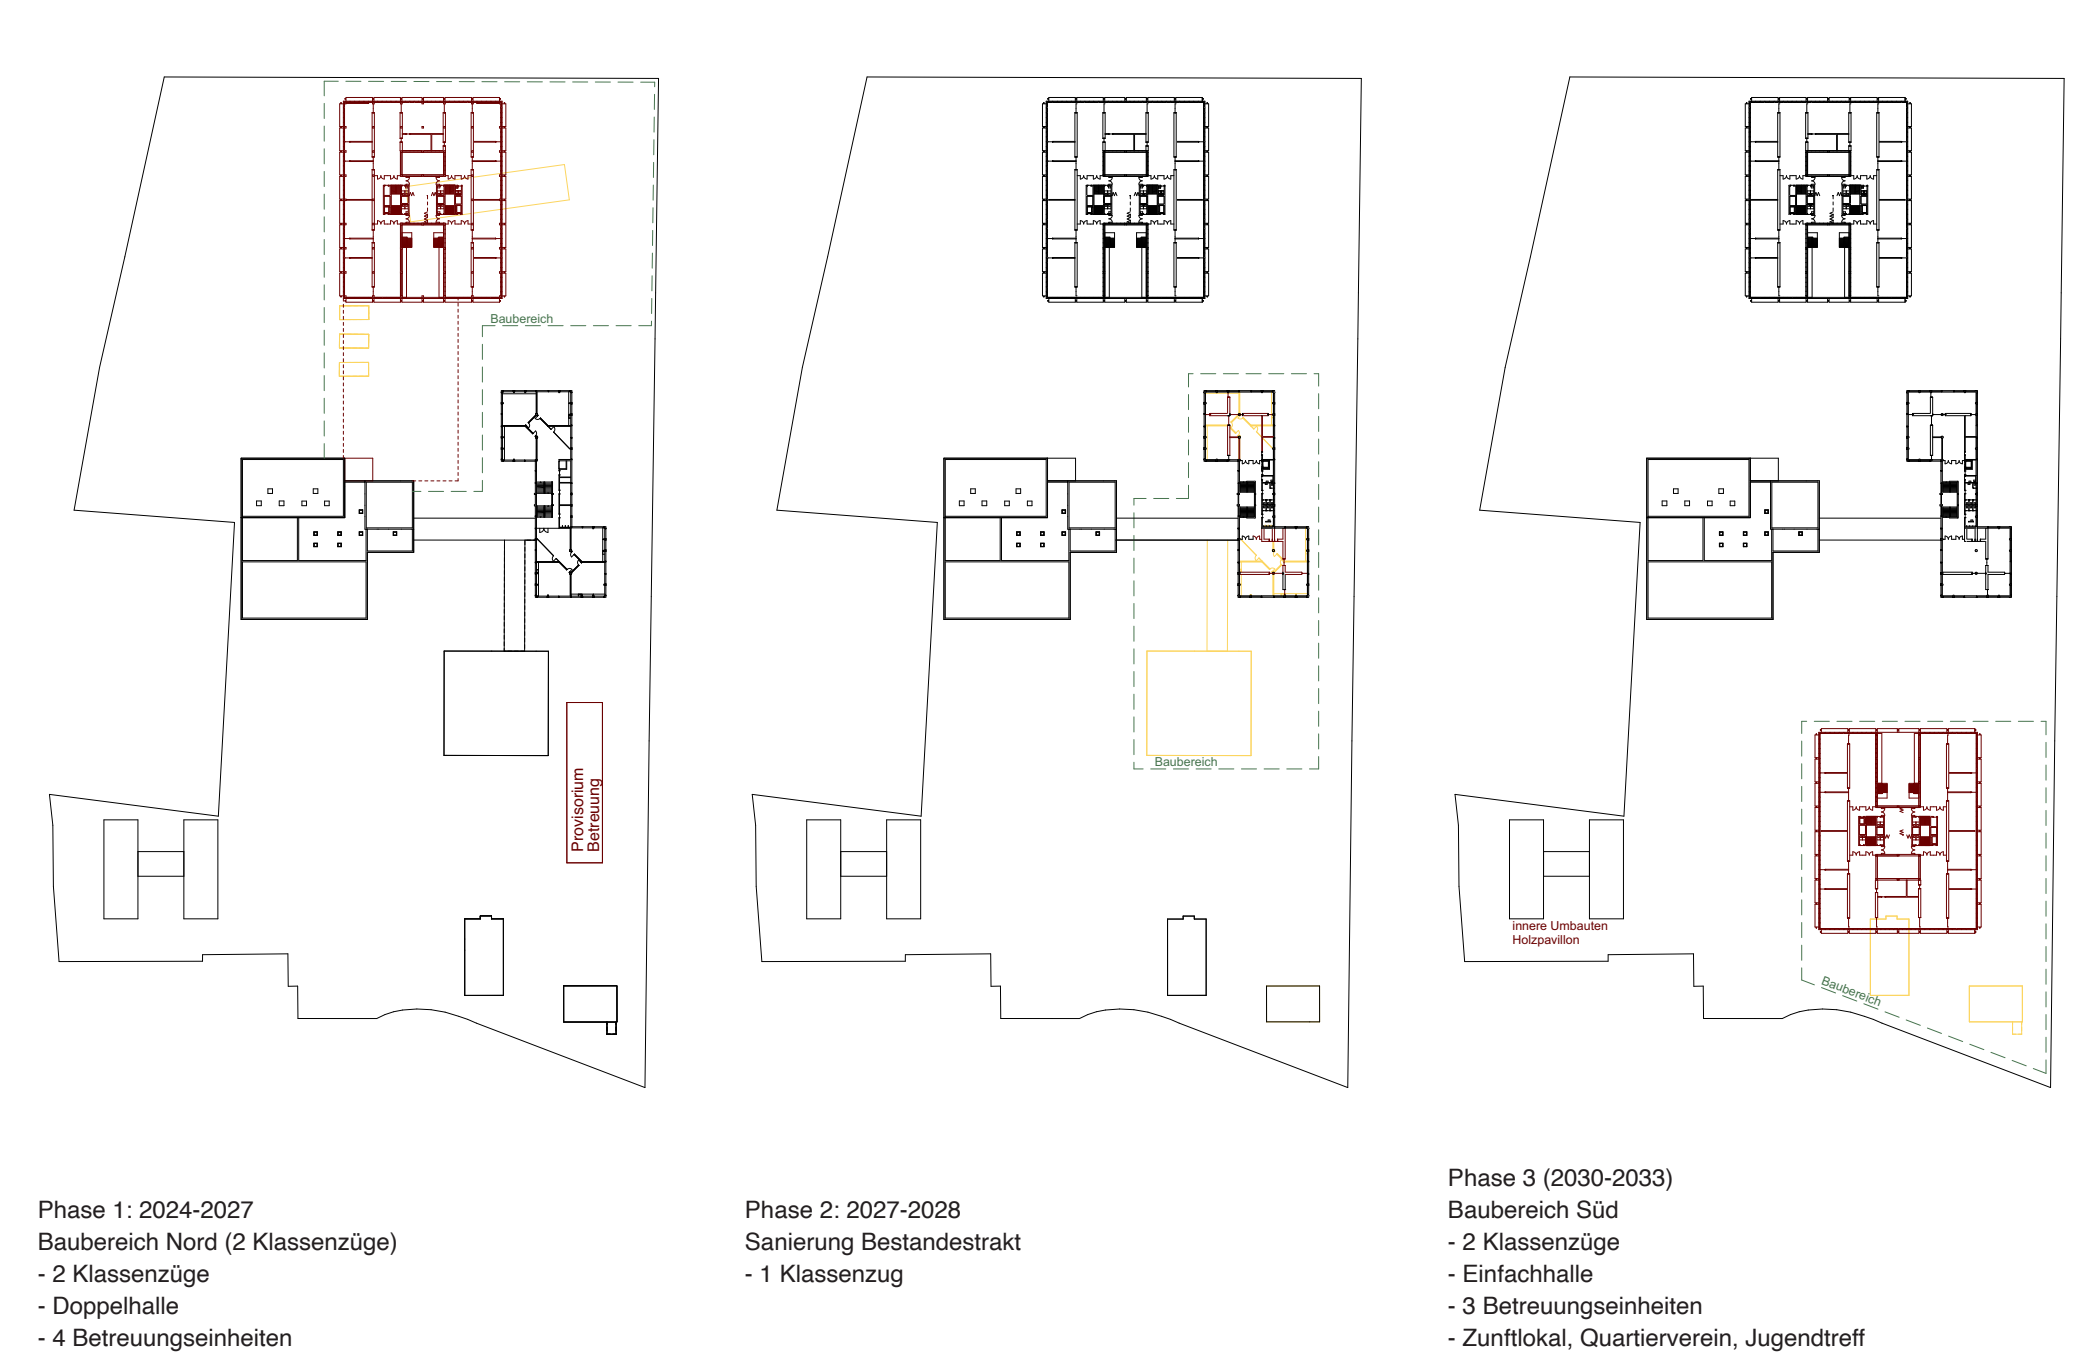 Baubereich
Provisorium
Betreuung
Phase 1: 2024-2027
Baubereich Nord (2 Klassenzüge)
- 2 Klassenzüge
- Doppelhalle
- 4 Betreuungseinheiten
Baubereich
Phase 2: 2027-2028
Sanierung Bestandestrakt
- 1 Klassenzug
innere Umbauten
Holzpavillon
Baubereich
Phase 3 (2030-2033)
Baubereich Süd
- 2 Klassenzüge
- Einfachhalle
- 3 Betreuungseinheiten
- Zunftlokal, Quartierverein, Jugendtreff